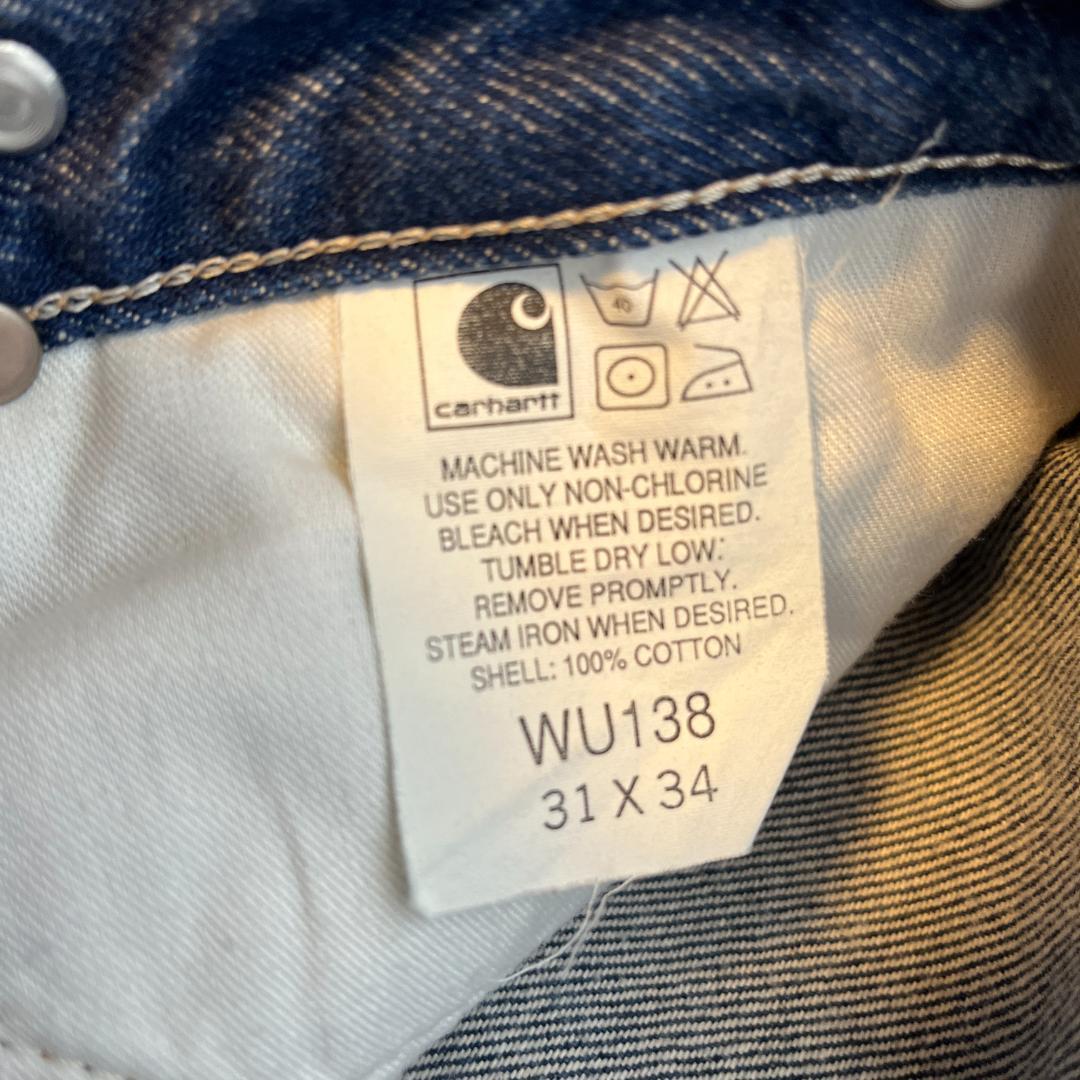 carhartt
40
MACHINE WASH WARM.
USE ONLY NON-CHLORINE
BLEACH WHEN DESIRED.
TUMBLE DRY LOW.
REMOVE PROMPTLY.
STEAM IRON WHEN DESIRED.
SHELL: 100% COTTON
WU138
31 X 34